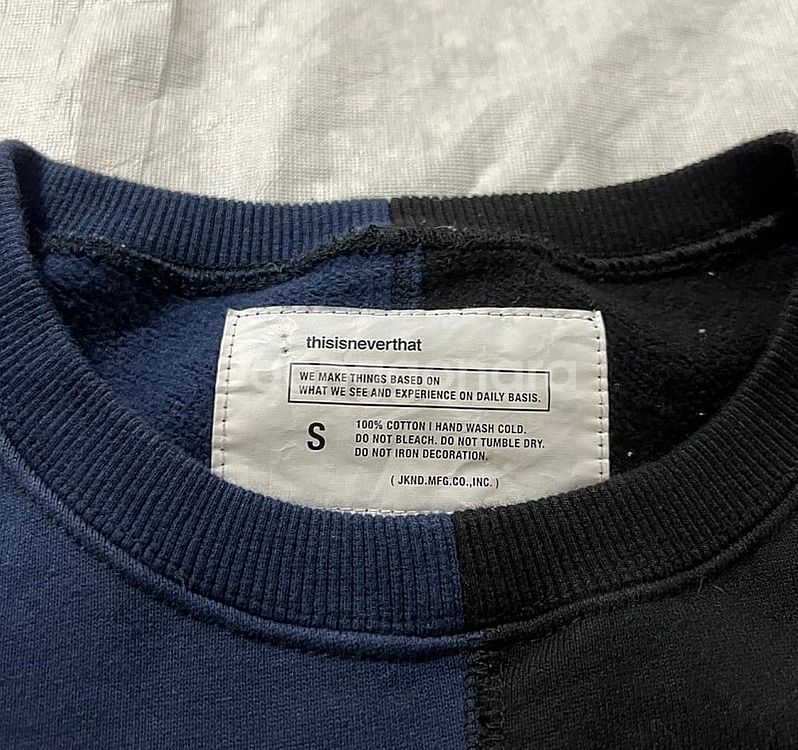 thisisneverthat
WE MAKE THINGS BASED ON
WHAT WE SEE AND EXPERIENCE ON DAILY BASIS.
S
100% COTTON I HAND WASH COLD.
DO NOT BLEACH. DO NOT TUMBLE DRY.
DO NOT IRON DECORATION.
( JKND.MFG.CO.,INC. )